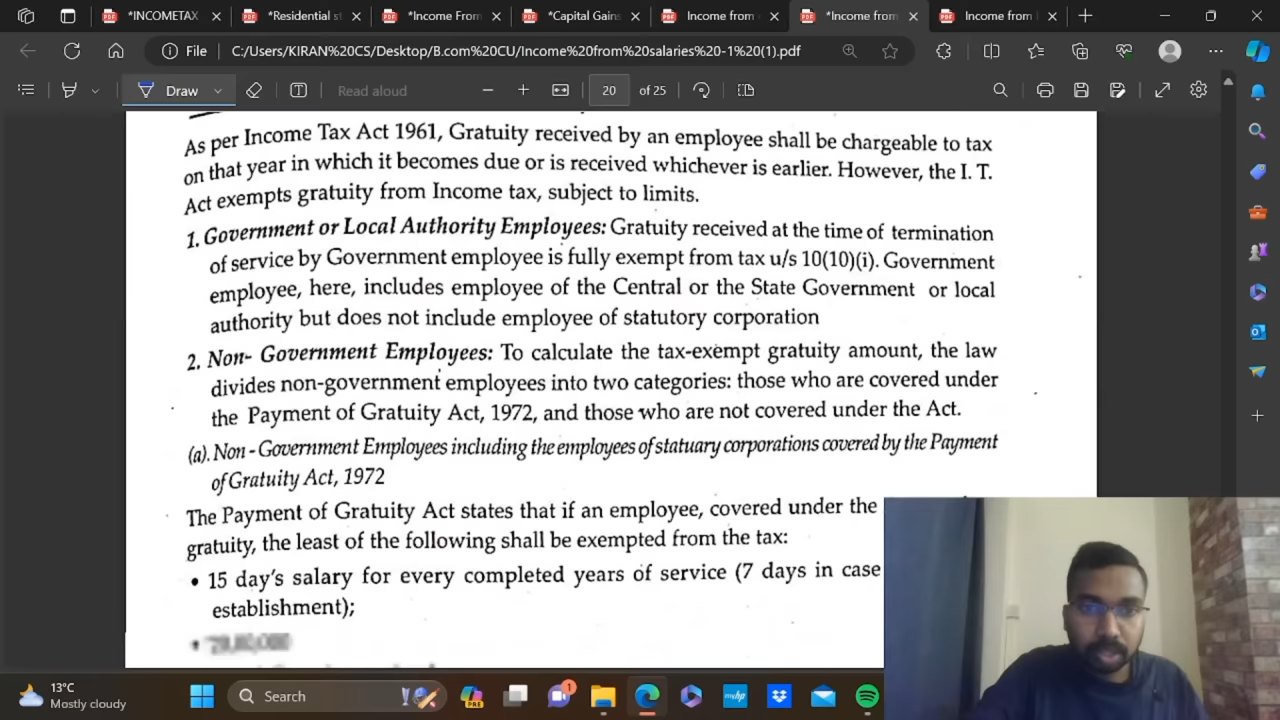 *INCOMETAX
*Residential s
*Income From
*Capital Gains
Income from
*Income from
Income from
File
C:/Users/KIRAN%20CS/Desktop/B.com%20CU/Income%20from%20salaries%20-1%20(1).pdf
Draw
Read aloud
20
of 25
As per Income Tax Act 1961, Gratuity received by an employee shall be chargeable to tax
on that year in which it becomes due or is received whichever is earlier. However, the I. T.
Act exempts gratuity from Income tax, subject to limits.
1. Government or Local Authority Employees: Gratuity received at the time of termination
of service by Government employee is fully exempt from tax u/s 10(10)(i). Government
employee, here, includes employee of the Central or the State Government or local
authority but does not include employee of statutory corporation
2. Non- Government Employees: To calculate the tax-exempt gratuity amount, the law
divides non-government employees into two categories: those who are covered under
the Payment of Gratuity Act, 1972, and those who are not covered under the Act.
(a). Non - Government Employees including the employees of statuary corporations covered by the Payment
of Gratuity Act, 1972
The Payment of Gratuity Act states that if an employee, covered under the
gratuity, the least of the following shall be exempted from the tax:
• 15 day's salary for every completed years of service (7 days in case
establishment);
13°C
Mostly cloudy
Search
PRE
1
myhp